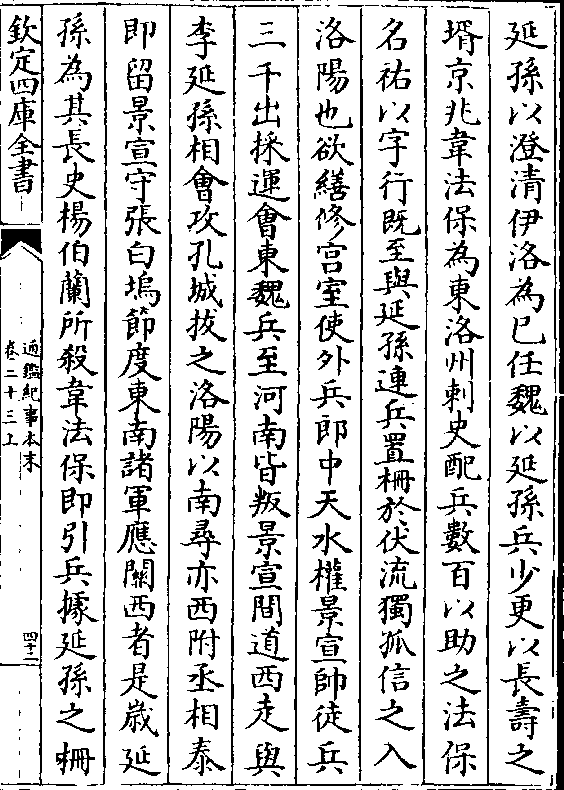 延孫以澄清伊洛為已任魏以延孫兵少更以長壽之
壻京兆韋法保為東洛州刺史配兵數百以助之法保
名祐以字行既至與延孫連兵置柵於伏流獨孤信之入
洛陽也欲繕修宫室使外兵郎中天水權景宣帥徒兵
三千出採運會東魏兵至河南皆叛景宣間道西走與
李延孫相會攻孔城拔之洛陽以南尋亦西附丞相泰
即留景宣守張白塢節度東南諸軍應關西者是歳延
孫為其長史楊伯蘭所殺韋法保即引兵據延孫之柵
欽定四庫全書
通鑑紀事本末
卷二十三上
四十二